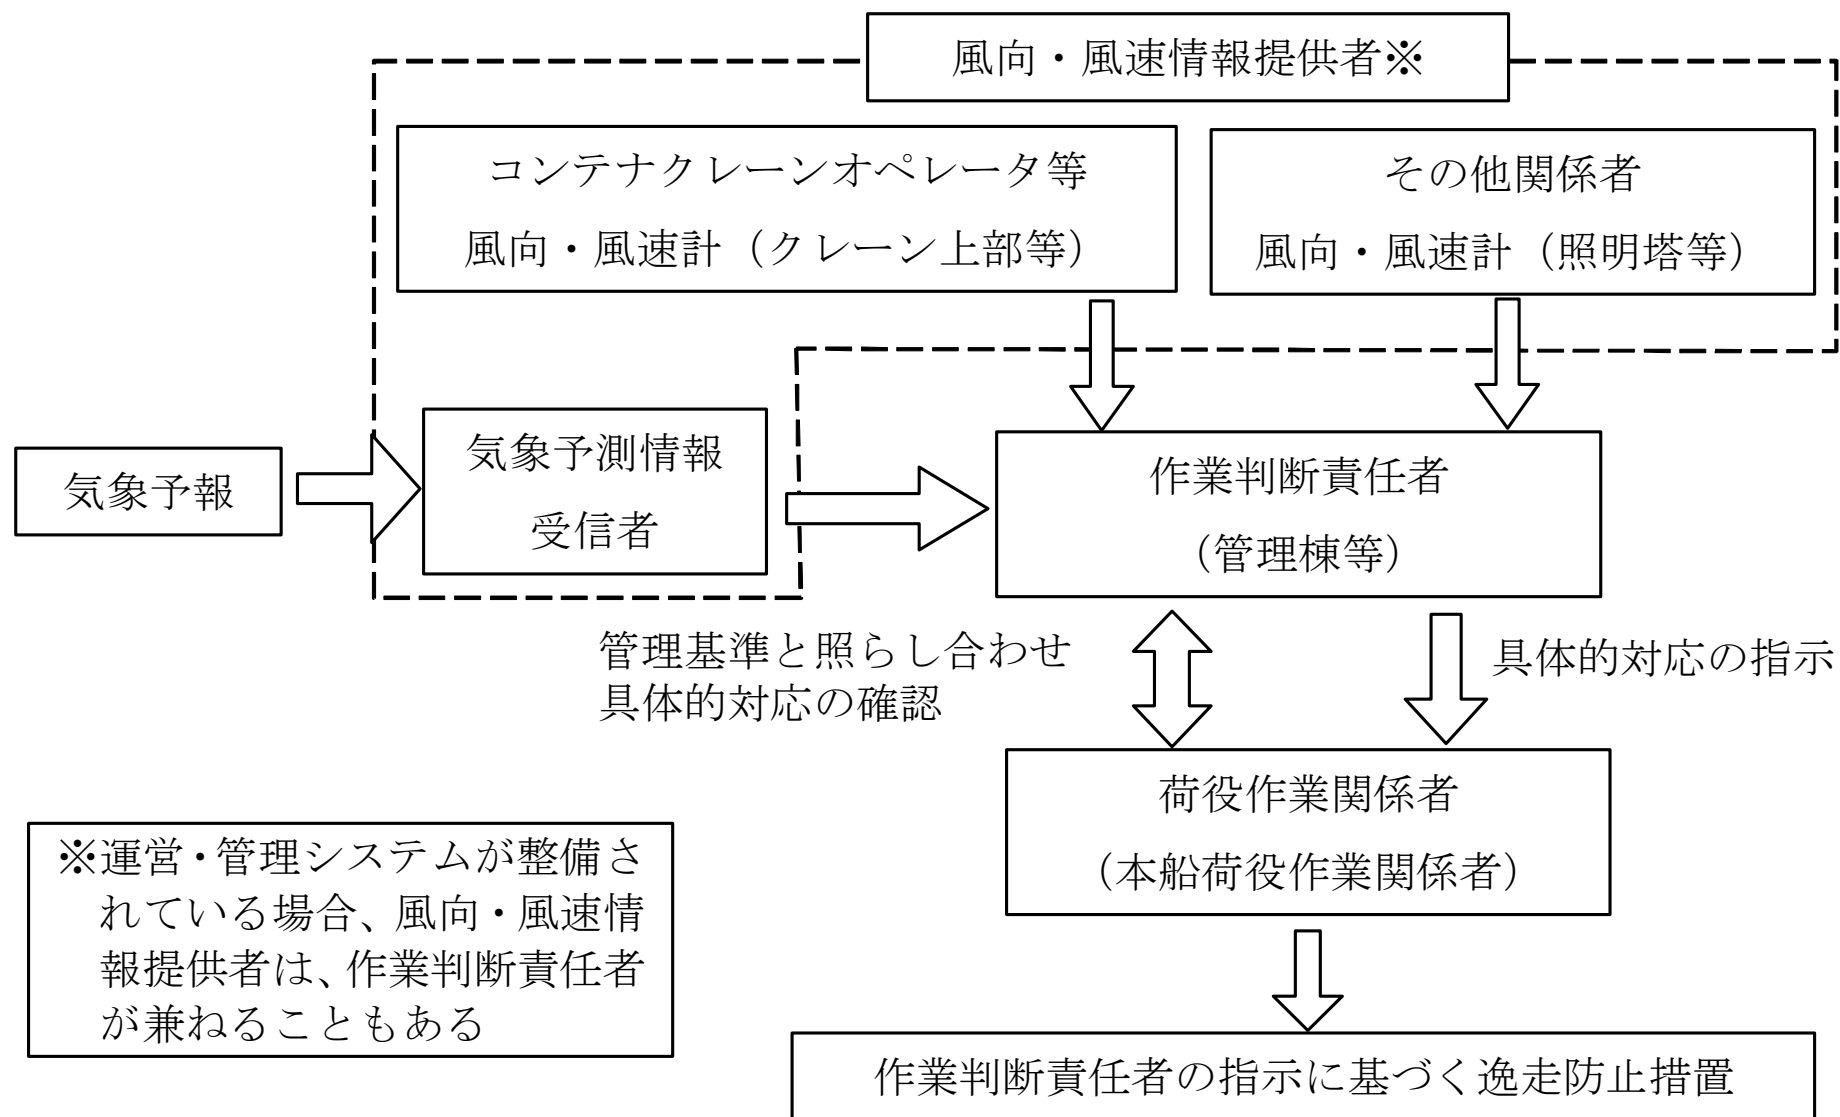 風向・風速情報提供者※
コンテナクレーンオペレータ等
風向・風速計（クレーン上部等）
その他関係者
風向・風速計（照明塔等）
気象予報
気象予測情報
受信者
作業判断責任者
（管理棟等）
管理基準と照らし合わせ
具体的対応の確認
具体的対応の指示
荷役作業関係者
（本船荷役作業関係者）
※運営・管理システムが整備さ
れている場合、風向・風速情
報提供者は、作業判断責任者
が兼ねることもある
作業判断責任者の指示に基づく逸走防止措置